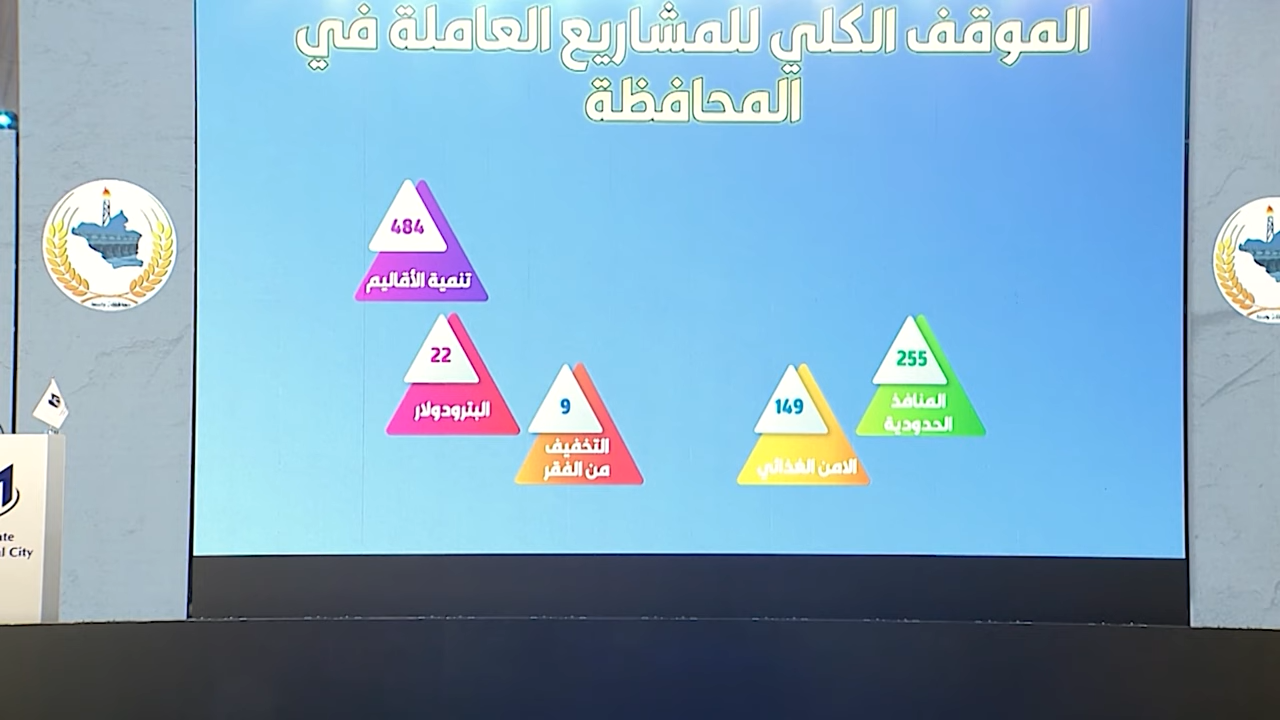 الموقف الكلي للمشاريع العاملة في
المحافظة
484
تنمية الأقاليم
22
البترودولار
9
التخفيف
من الفقر
149
الامن الغذائي
255
المنافذ
الحدودية
l City